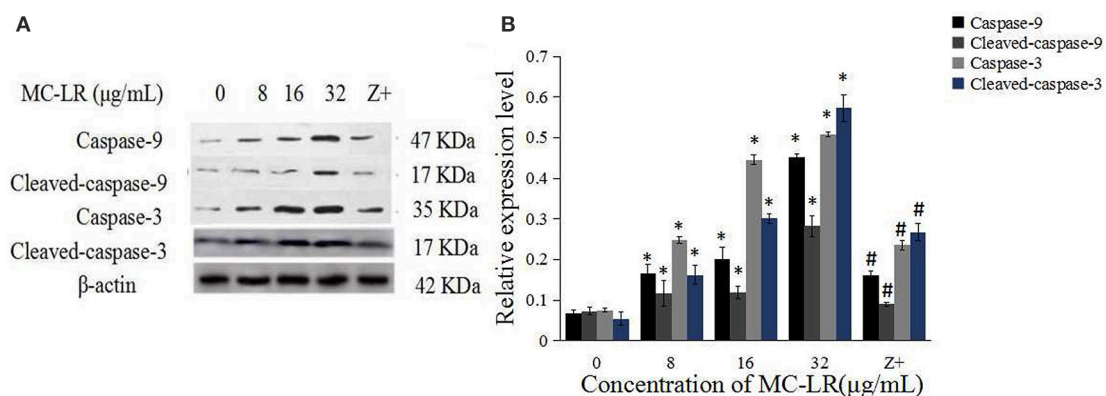 A
MC-LR (µg/mL) 0 8 16 32 Z+
Caspase-9 47 KDa
Cleaved-caspase-9 17 KDa
Caspase-3 35 KDa
Cleaved-caspase-3 17 KDa
β-actin 42 KDa
B
Caspase-9
Cleaved-caspase-9
Caspase-3
Cleaved-caspase-3
Relative expression level
0.7
0.6
0.5
0.4
0.3
0.2
0.1
0
* * * *
* * * *
* * * *
# # # #
0 8 16 32 Z+
Concentration of MC-LR(µg/mL)